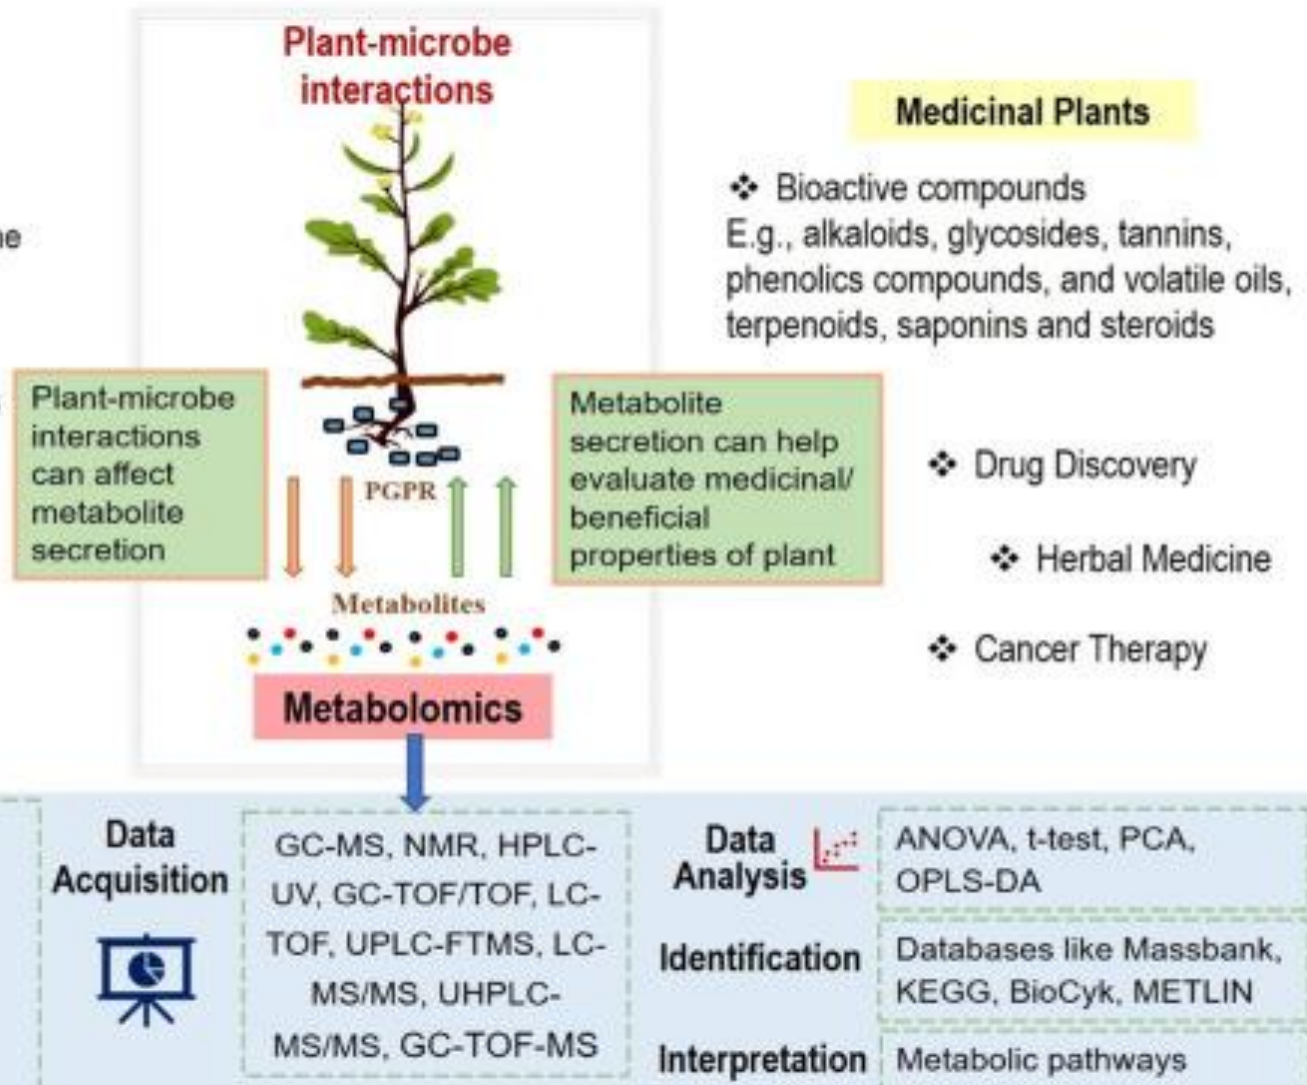 Plant-microbe
interactions
Medicinal Plants
❖ Bioactive compounds
E.g., alkaloids, glycosides, tannins,
phenolics compounds, and volatile oils,
terpenoids, saponins and steroids
Plant-microbe
interactions
can affect
metabolite
secretion
PGPR
Metabolites
Metabolite
secretion can help
evaluate medicinal/
beneficial
properties of plant
❖ Drug Discovery
❖ Herbal Medicine
❖ Cancer Therapy
Metabolomics
Data
Acquisition
GC-MS, NMR, HPLC-
UV, GC-TOF/TOF, LC-
TOF, UPLC-FTMS, LC-
MS/MS, UHPLC-
MS/MS, GC-TOF-MS
Data
Analysis
ANOVA, t-test, PCA,
OPLS-DA
Identification
Databases like Massbank,
KEGG, BioCyk, METLIN
Interpretation
Metabolic pathways